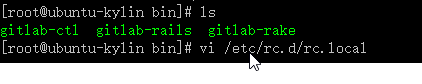 [root@ubuntu-kylin bin]# ls
gitlab-ctl gitlab-rails gitlab-rake
[root@ubuntu-kylin bin]# vi /etc/rc.d/rc.local